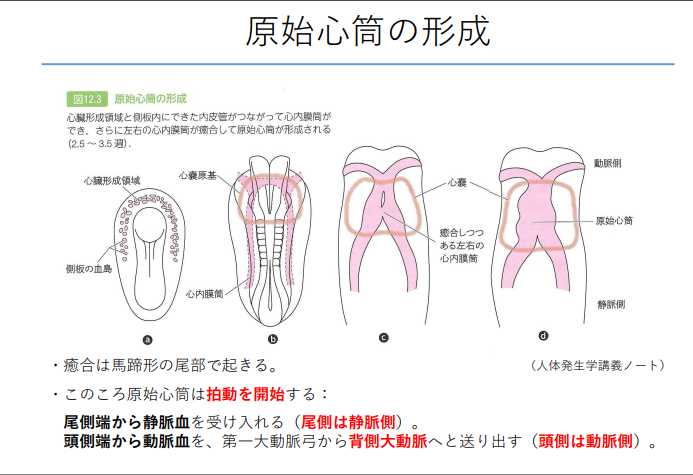 原始心筒の形成
図12.3 原始心筒の形成
心臓形成領域と側板内にできた内皮管がつながって心内膜筒が
でき、さらに左右の心内膜筒が癒合して原始心筒が形成される
(2.5～3.5週).
心臓形成領域
側板の血島
a
心嚢原基
心内膜筒
b
心嚢
癒合しつつ
ある左右の
心内膜筒
c
動脈側
原始心筒
静脈側
d
・癒合は馬蹄形の尾部で起きる。
（人体発生学講義ノート）
・このころ原始心筒は拍動を開始する：
尾側端から静脈血を受け入れる（尾側は静脈側）。
頭側端から動脈血を、第一大動脈弓から背側大動脈へと送り出す（頭側は動脈側）。